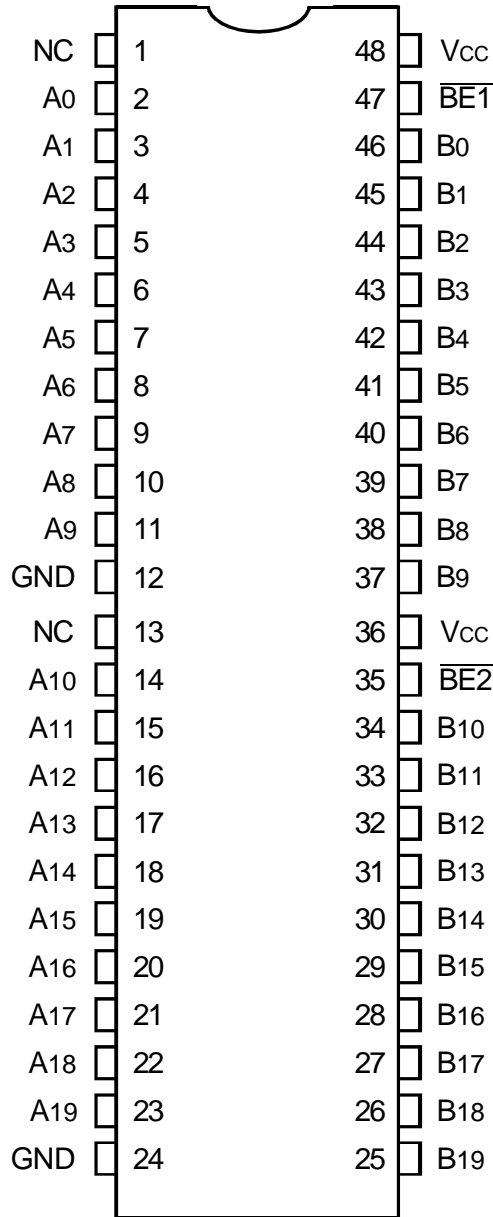 NC 1 48 Vcc
A0 2 47 BE1
A1 3 46 B0
A2 4 45 B1
A3 5 44 B2
A4 6 43 B3
A5 7 42 B4
A6 8 41 B5
A7 9 40 B6
A8 10 39 B7
A9 11 38 B8
GND 12 37 B9
NC 13 36 Vcc
A10 14 35 BE2
A11 15 34 B10
A12 16 33 B11
A13 17 32 B12
A14 18 31 B13
A15 19 30 B14
A16 20 29 B15
A17 21 28 B16
A18 22 27 B17
A19 23 26 B18
GND 24 25 B19